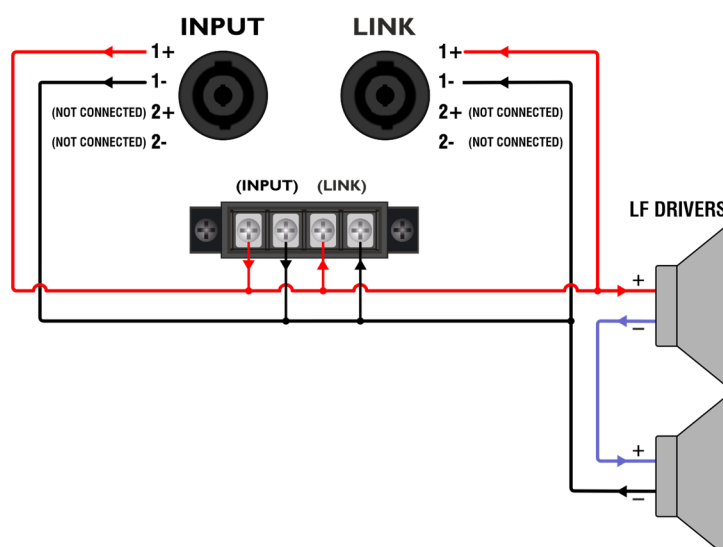 INPUT LINK
1+ 1+
1- 1-
(NOT CONNECTED) 2+ 2+ (NOT CONNECTED)
(NOT CONNECTED) 2- 2- (NOT CONNECTED)
(INPUT) (LINK)
LF DRIVERS
+
−
+
−